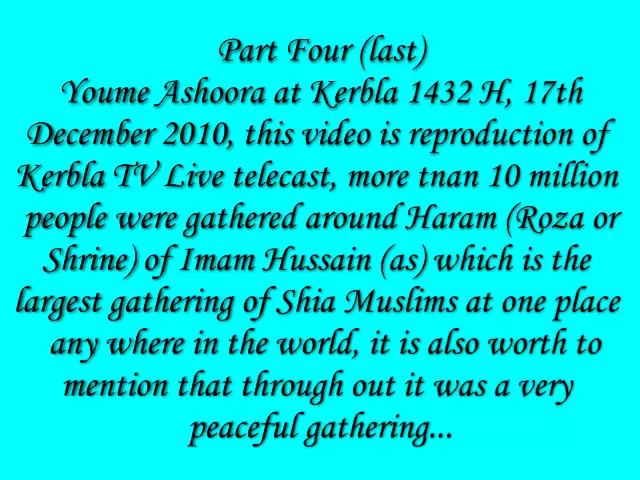 Part Four (last)
Youme Ashoora at Kerbla 1432 H, 17th
December 2010, this video is reproduction of
Kerbla TV Live telecast, more tnan 10 million
people were gathered around Haram (Roza or
Shrine) of Imam Hussain (as) which is the
largest gathering of Shia Muslims at one place
any where in the world, it is also worth to
mention that through out it was a very
peaceful gathering...